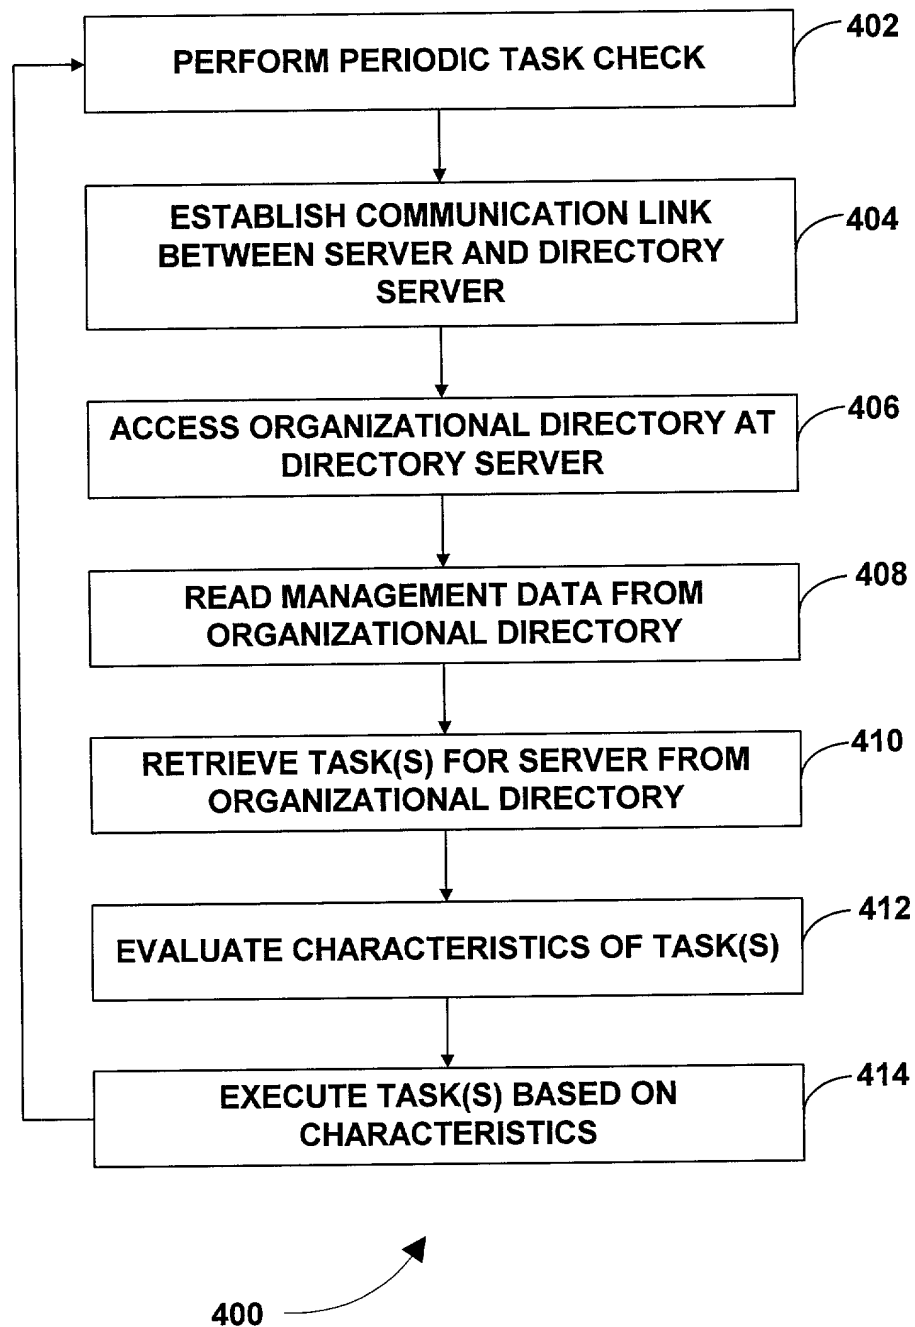 402
PERFORM PERIODIC TASK CHECK
404
ESTABLISH COMMUNICATION LINK
BETWEEN SERVER AND DIRECTORY
SERVER
406
ACCESS ORGANIZATIONAL DIRECTORY AT
DIRECTORY SERVER
408
READ MANAGEMENT DATA FROM
ORGANIZATIONAL DIRECTORY
410
RETRIEVE TASK(S) FOR SERVER FROM
ORGANIZATIONAL DIRECTORY
412
EVALUATE CHARACTERISTICS OF TASK(S)
414
EXECUTE TASK(S) BASED ON
CHARACTERISTICS
400